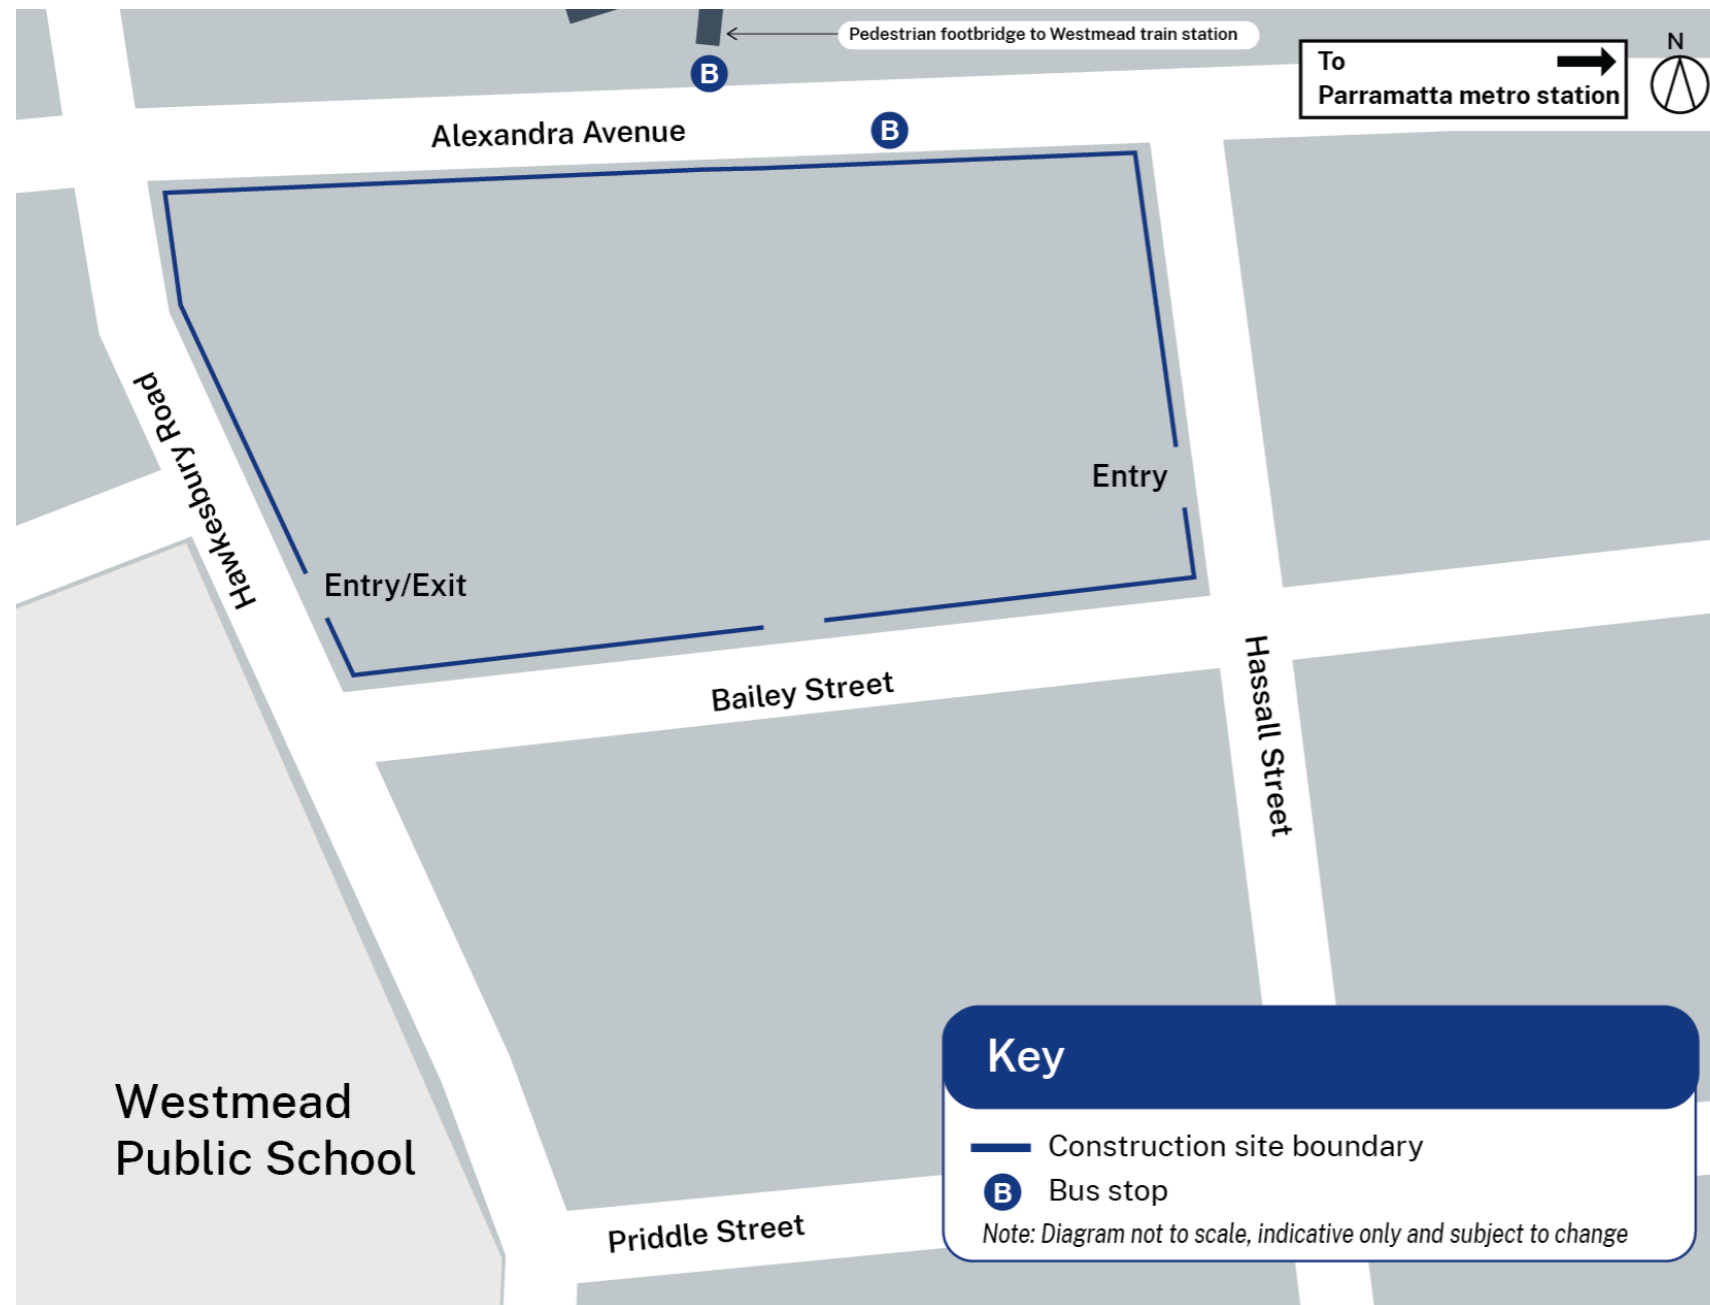 Pedestrian footbridge to Westmead train station
N
To
Parramatta metro station
B
Alexandra Avenue
B
Hawkesbury Road
Entry
Entry/Exit
Bailey Street
Hassall Street
Westmead
Public School
Priddle Street
Key
Construction site boundary
B Bus stop
Note: Diagram not to scale, indicative only and subject to change